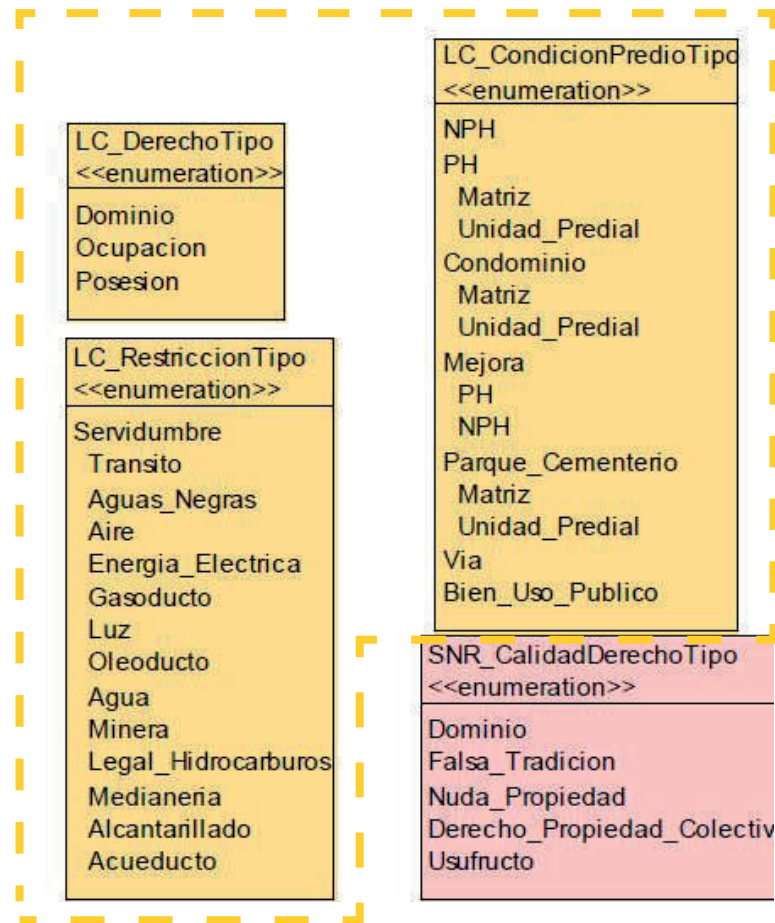 LC_DerechoTipo
<<enumeration>>
Dominio
Ocupacion
Posesion
LC_RestriccionTipo
<<enumeration>>
Servidumbre
Transito
Aguas_Negras
Aire
Energia_Electrica
Gasoducto
Luz
Oleoducto
Agua
Minera
Legal_Hidrocarburos
Medianeria
Alcantarillado
Acueducto
LC_CondicionPredioTipo
<<enumeration>>
NPH
PH
Matriz
Unidad_Predial
Condominio
Matriz
Unidad_Predial
Mejora
PH
NPH
Parque_Cementerio
Matriz
Unidad_Predial
Via
Bien_Uso_Publico
SNR_CalidadDerechoTipo
<<enumeration>>
Dominio
Falsa_Tradicion
Nuda_Propiedad
Derecho_Propiedad_Colectiv
Usufructo